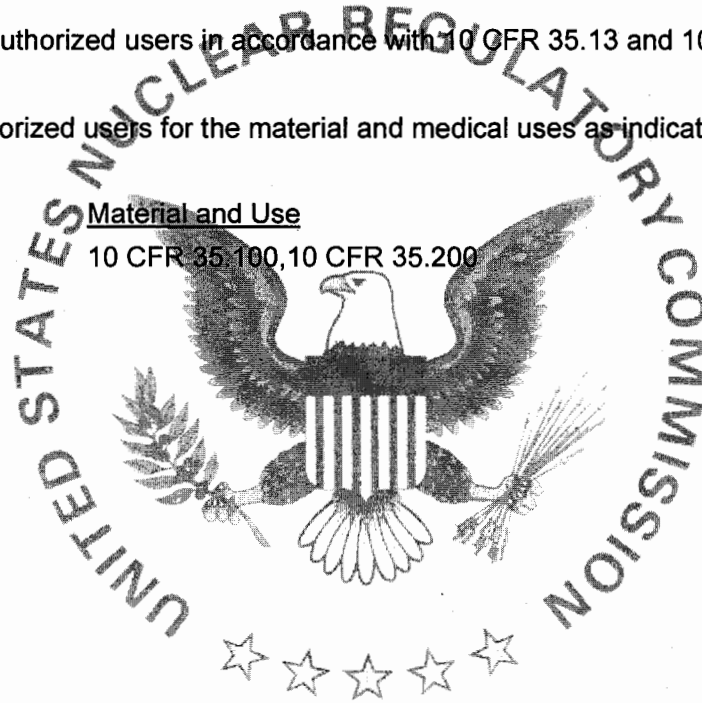 uthorized users in accordance with 10 CFR 35.13 and 10
orized users for the material and medical uses as indicat
Material and Use
10 CFR 35.100,10 CFR 35.200
UNITED STATES NUCLEAR REGULATORY COMMISSION